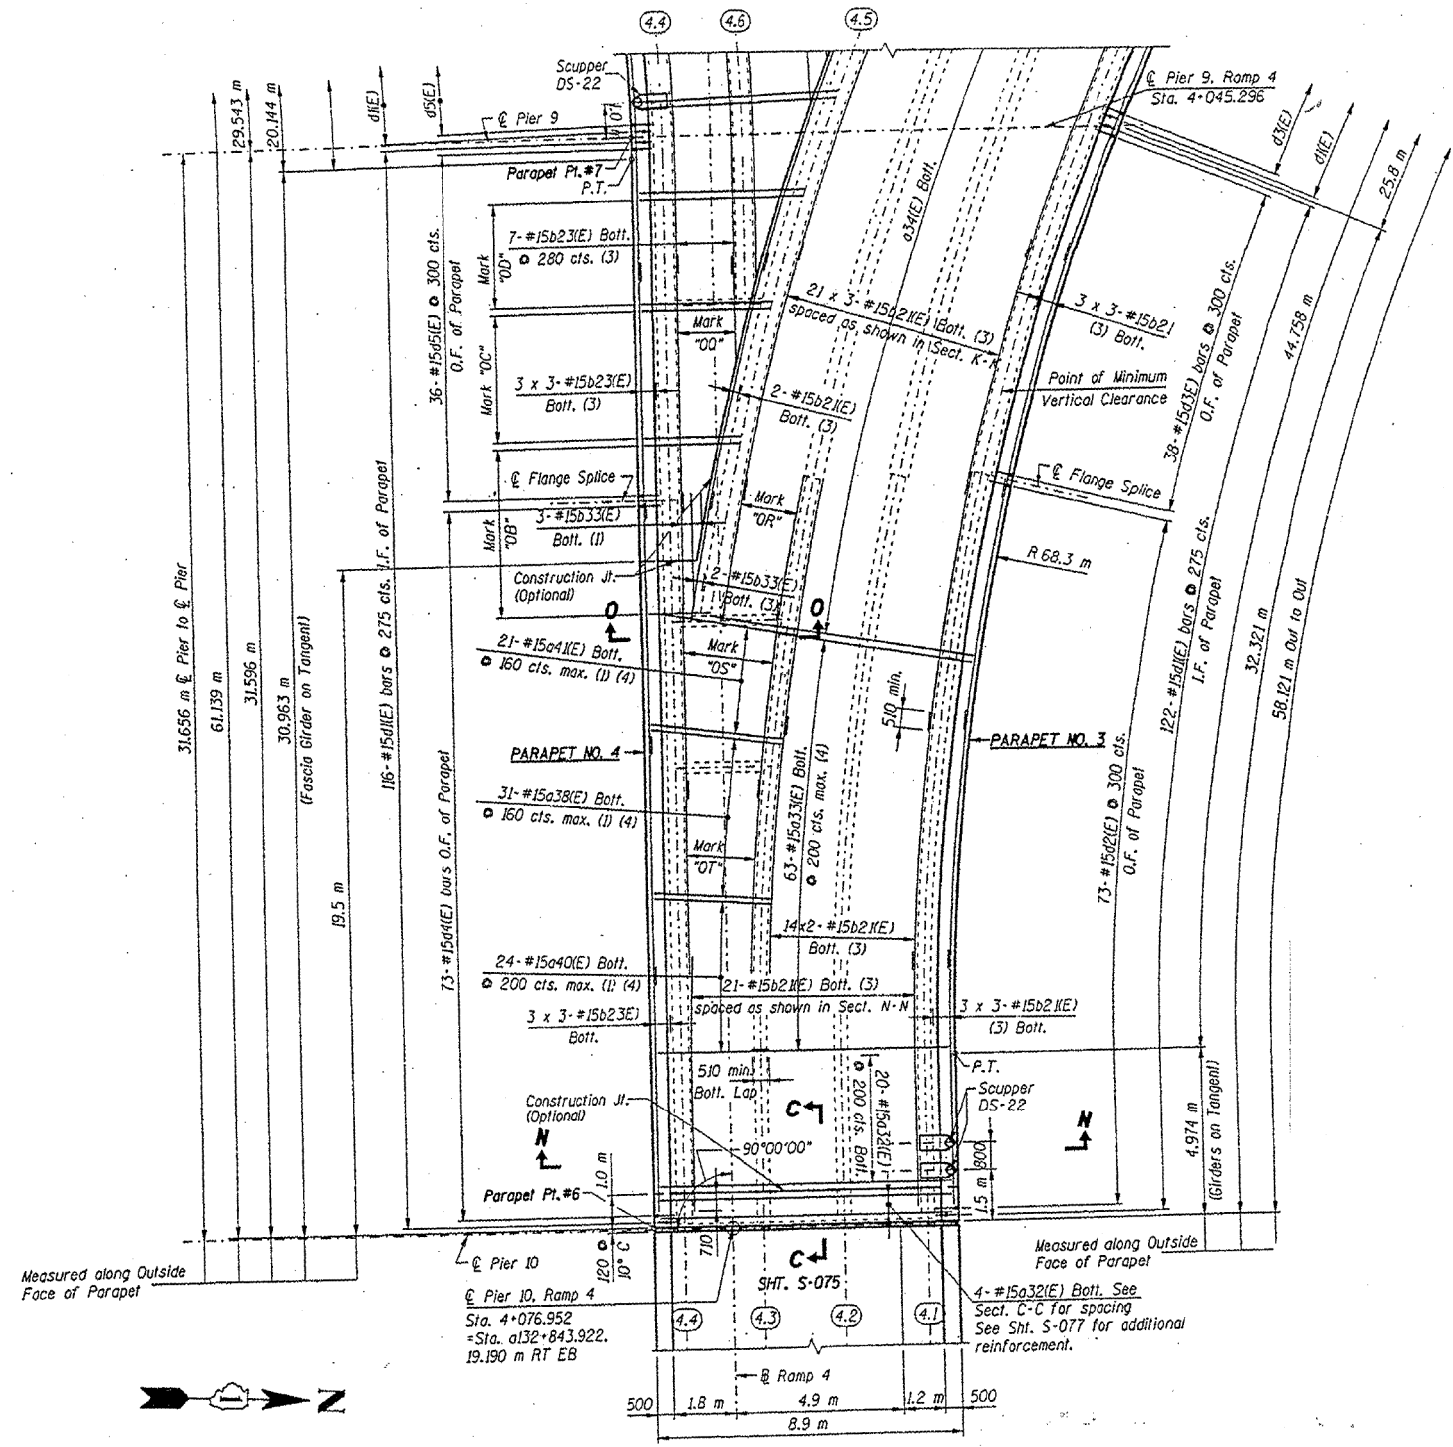 4.4
4.6
4.5
Scupper
DS-22
℄ Pier 9, Ramp 4
Sta. 4+045.296
29.543 m
20.144 m
d1(E)
d5(E)
℄ Pier 9
1.0
d3(E)
d1(E)
25.8 m
Parapet Pt.#7
P.T.
a34(E) Bott.
36-#15d5(E) @ 300 cts.
O.F. of Parapet
Mark
"OD"
7-#15b23(E) Bott.
@ 280 cts. (3)
21 x 3-#15b21(E) Bott. (3)
spaced as shown in Sect. K-K
3 x 3-#15b21
(3) Bott.
Mark
"OQ"
Mark "OC"
3 x 3-#15b23(E)
Bott. (3)
2-#15b21(E)
Bott. (3)
Point of Minimum
Vertical Clearance
38-#15d3(E) bars @ 300 cts.
O.F. of Parapet
44.758 m
℄ Flange Splice
℄ Flange Splice
Mark
"OB"
Mark
"OR"
3-#15b33(E)
Bott. (1)
R 68.3 m
Construction Jt.
(Optional)
2-#15b33(E)
Bott. (3)
O
O
31.656 m ℄ Pier to ℄ Pier
61.139 m
31.596 m
30.963 m
(Fascia Girder on Tangent)
19.5 m
116-#15d1(E) bars @ 275 cts. I.F. of Parapet
73-#15d4(E) bars O.F. of Parapet
21-#15a41(E) Bott.
@ 160 cts. max. (1) (4)
Mark
"OS"
510 min.
122-#15d1(E) bars @ 275 cts.
I.F. of Parapet
32.321 m
58.121 m Out to Out
PARAPET NO. 4
PARAPET NO. 3
31-#15a38(E) Bott.
@ 160 cts. max. (1) (4)
Mark
"OT"
63-#15a33(E) Bott.
@ 200 cts. max. (4)
73-#15d2(E) @ 300 cts.
O.F. of Parapet
14x2-#15b21(E)
Bott. (3)
24-#15a40(E) Bott.
@ 200 cts. max. (1) (4)
21-#15b21(E) Bott. (3)
spaced as shown in Sect. N-N
3 x 3-#15b23E)
Bott.
3 x 3-#15b21(E)
(3) Bott.
P.T.
Scupper
DS-22
510 min.
Bott. Lap
20-#15a32(E)
@ 200 cts. Bott.
Construction Jt.
(Optional)
C
N
N
90°00'00"
4.974 m
(Girders on Tangent)
1.0 m
800
1.5 m
Parapet Pt.#6
710
℄ Pier 10
@ 120
10° C
C
SHT. S-075
Measured along Outside
Face of Parapet
Measured along Outside
Face of Parapet
℄ Pier 10, Ramp 4
Sta. 4+076.952
=Sta. a132+843.922,
19.190 m RT EB
4-#15a32(E) Bott. See
Sect. C-C for spacing
See Sht. S-077 for additional
reinforcement.
4.4
4.3
4.2
4.1
℄ Ramp 4
500
1.8 m
4.9 m
1.2 m
500
8.9 m
N